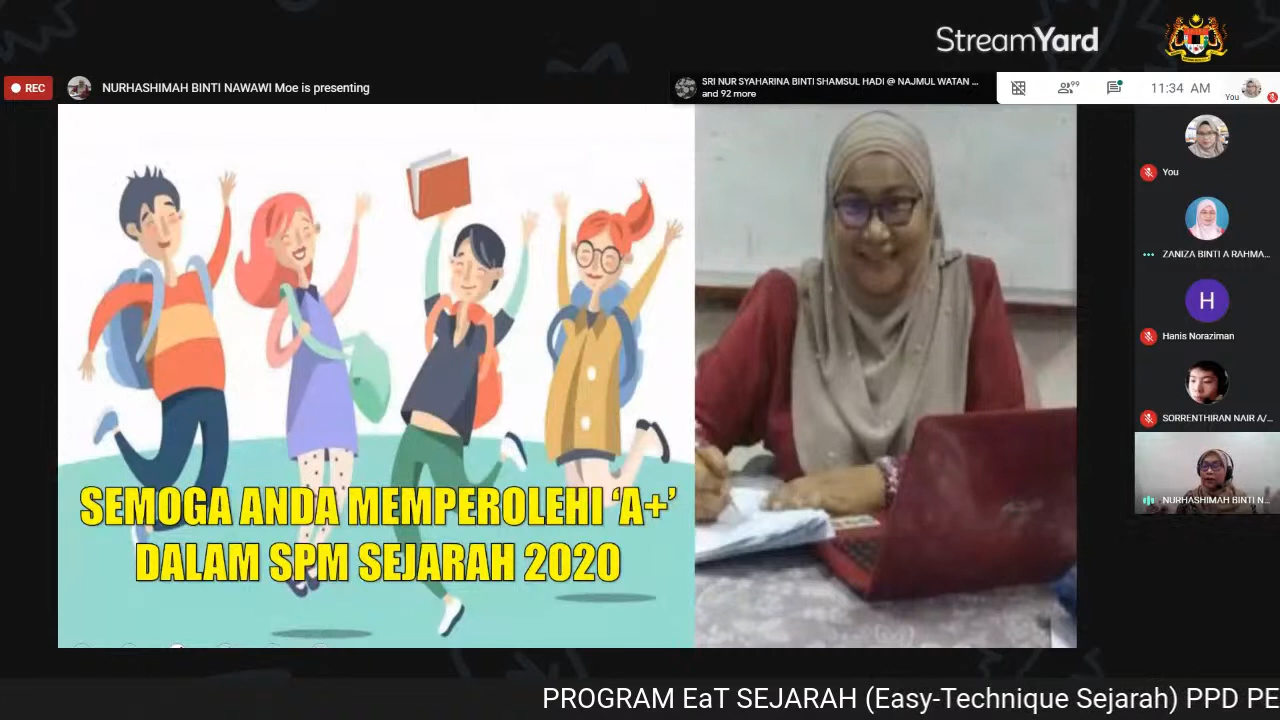 StreamYard
REC
NURHASHIMAH BINTI NAWAWI Moe is presenting
SRI NUR SYAHARINA BINTI SHAMSUL HADI @ NAJMUL WATAN ...
and 92 more
99
11:34 AM
You
You
ZANIZA BINTI A RAHMA...
H
Hanis Noraziman
SORRENTHIRAN NAIR A/...
NURHASHIMAH BINTI N...
SEMOGA ANDA MEMPEROLEHI 'A+'
DALAM SPM SEJARAH 2020
PROGRAM EaT SEJARAH (Easy-Technique Sejarah) PPD PE